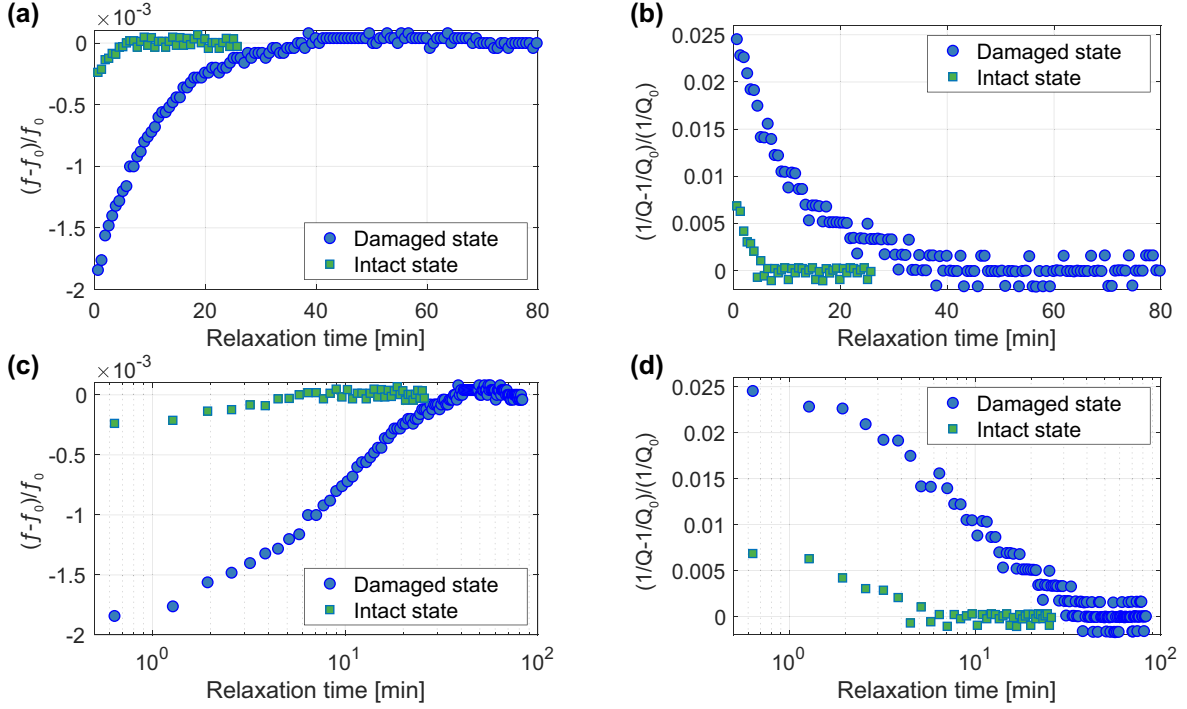 (a)
×10⁻³
0
-0.5
-1
-1.5
-2
(f-f₀)/f₀
0 20 40 60 80
Relaxation time [min]
Damaged state
Intact state
(b)
0.025
0.02
0.015
0.01
0.005
0
(1/Q-1/Q₀)/(1/Q₀)
0 20 40 60 80
Relaxation time [min]
Damaged state
Intact state
(c)
×10⁻³
0
-0.5
-1
-1.5
-2
(f-f₀)/f₀
10⁰ 10¹ 10²
Relaxation time [min]
Damaged state
Intact state
(d)
0.025
0.02
0.015
0.01
0.005
0
(1/Q-1/Q₀)/(1/Q₀)
10⁰ 10¹ 10²
Relaxation time [min]
Damaged state
Intact state